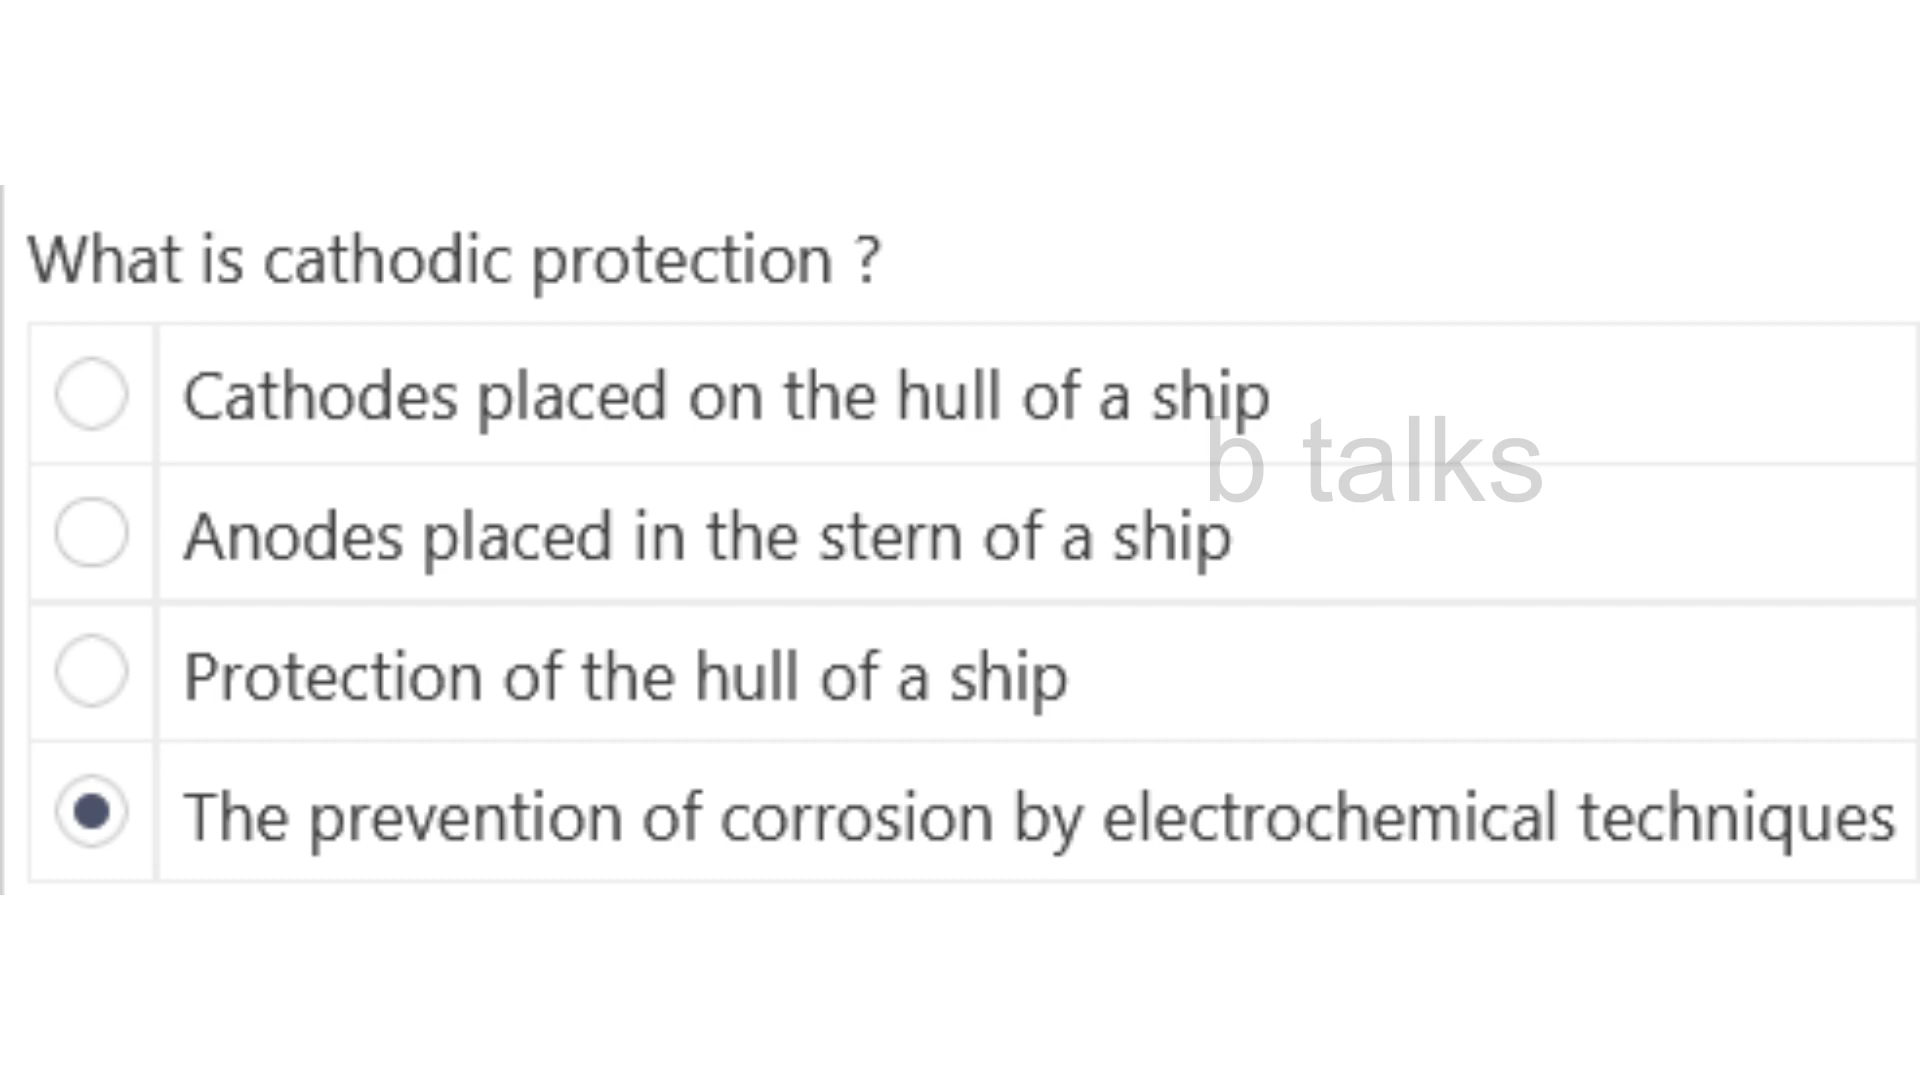 What is cathodic protection ?
Cathodes placed on the hull of a ship
b talks
Anodes placed in the stern of a ship
Protection of the hull of a ship
The prevention of corrosion by electrochemical techniques